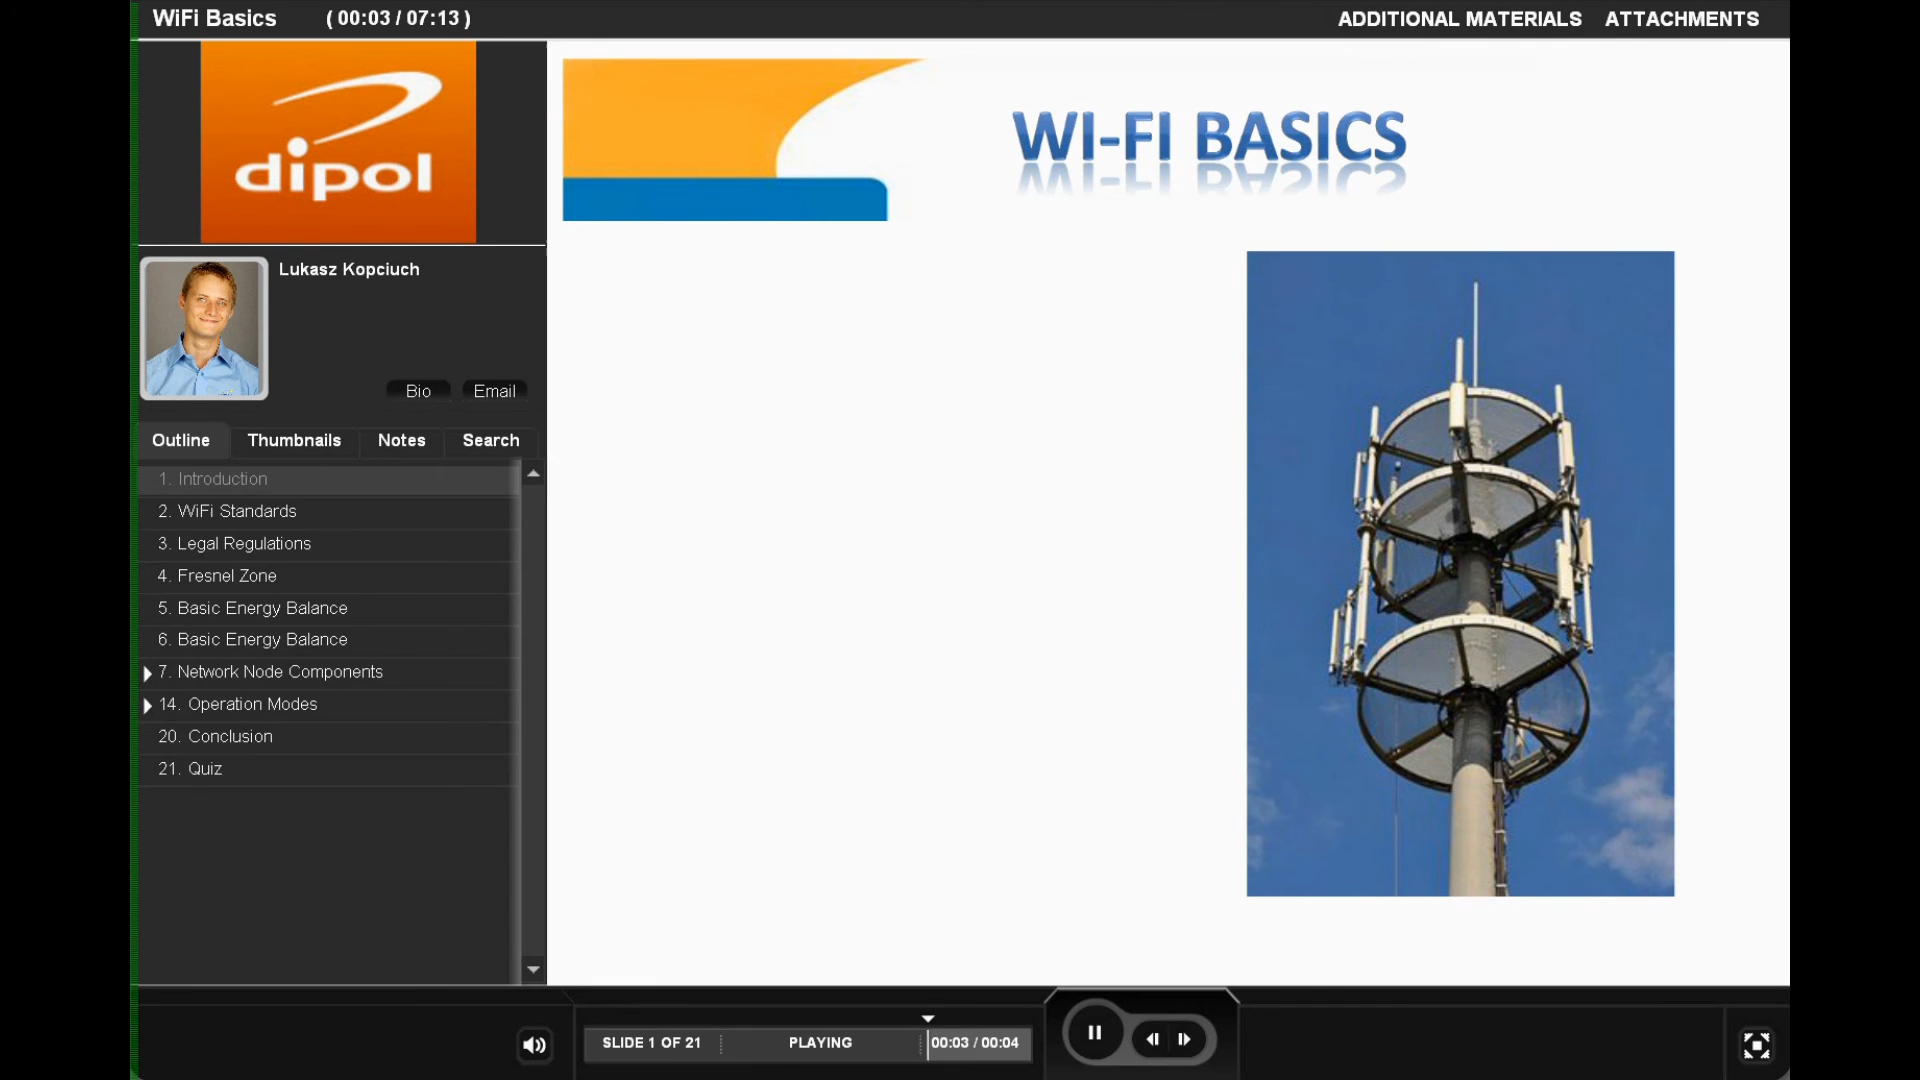 WiFi Basics ( 00:03 / 07:13 )
ADDITIONAL MATERIALS ATTACHMENTS
dipol
Lukasz Kopciuch
Bio Email
Outline Thumbnails Notes Search
1. Introduction
2. WiFi Standards
3. Legal Regulations
4. Fresnel Zone
5. Basic Energy Balance
6. Basic Energy Balance
7. Network Node Components
14. Operation Modes
20. Conclusion
21. Quiz
WI-FI BASICS
SLIDE 1 OF 21 PLAYING 00:03 / 00:04